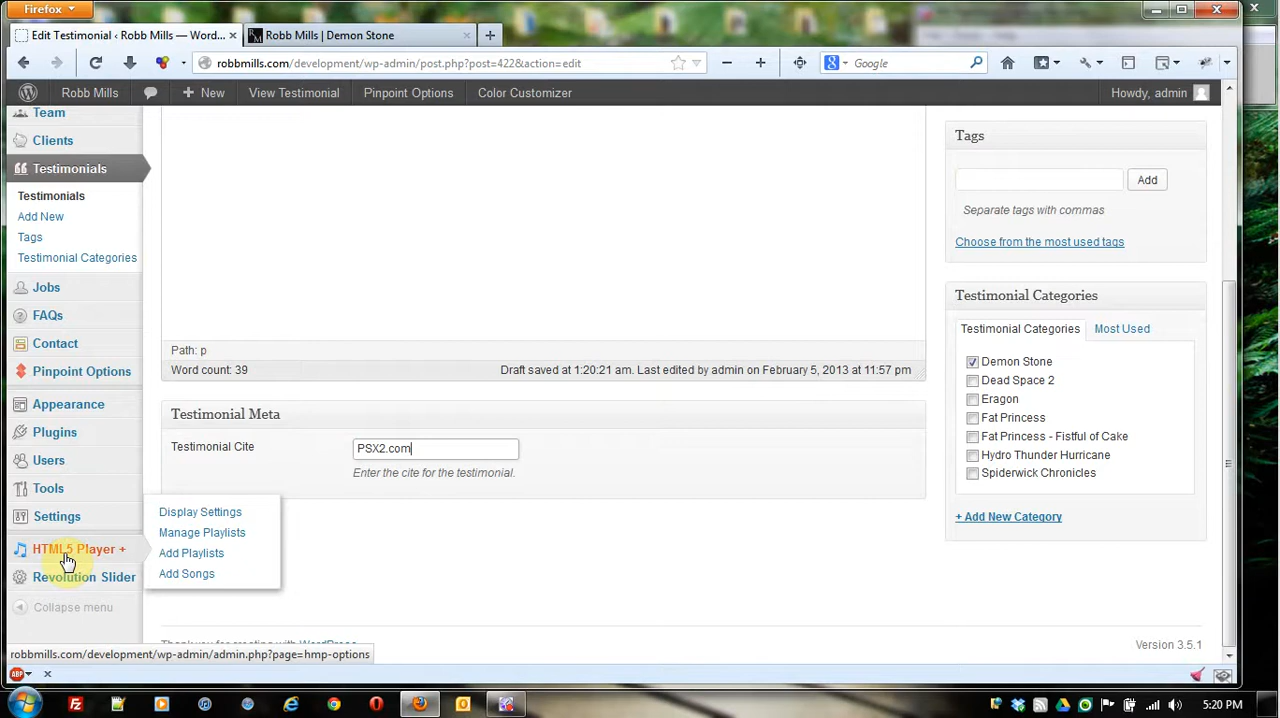 Firefox
Edit Testimonial ‹ Robb Mills — Word... ×
RM Robb Mills | Demon Stone ×
robbmills.com/development/wp-admin/post.php?post=422&action=edit
Google
Robb Mills
+ New
View Testimonial
Pinpoint Options
Color Customizer
Howdy, admin
Team
Clients
Testimonials
Testimonials
Add New
Tags
Testimonial Categories
Jobs
FAQs
Contact
Pinpoint Options
Appearance
Plugins
Users
Tools
Settings
HTML5 Player +
Revolution Slider
Collapse menu
Display Settings
Manage Playlists
Add Playlists
Add Songs
Path: p
Word count: 39
Draft saved at 1:20:21 am. Last edited by admin on February 5, 2013 at 11:57 pm
Testimonial Meta
Testimonial Cite
PSX2.com
Enter the cite for the testimonial.
Tags
Add
Separate tags with commas
Choose from the most used tags
Testimonial Categories
Testimonial Categories
Most Used
Demon Stone
Dead Space 2
Eragon
Fat Princess
Fat Princess - Fistful of Cake
Hydro Thunder Hurricane
Spiderwick Chronicles
+ Add New Category
Thank you for creating with WordPress.
Version 3.5.1
robbmills.com/development/wp-admin/admin.php?page=hmp-options
ABP
5:20 PM